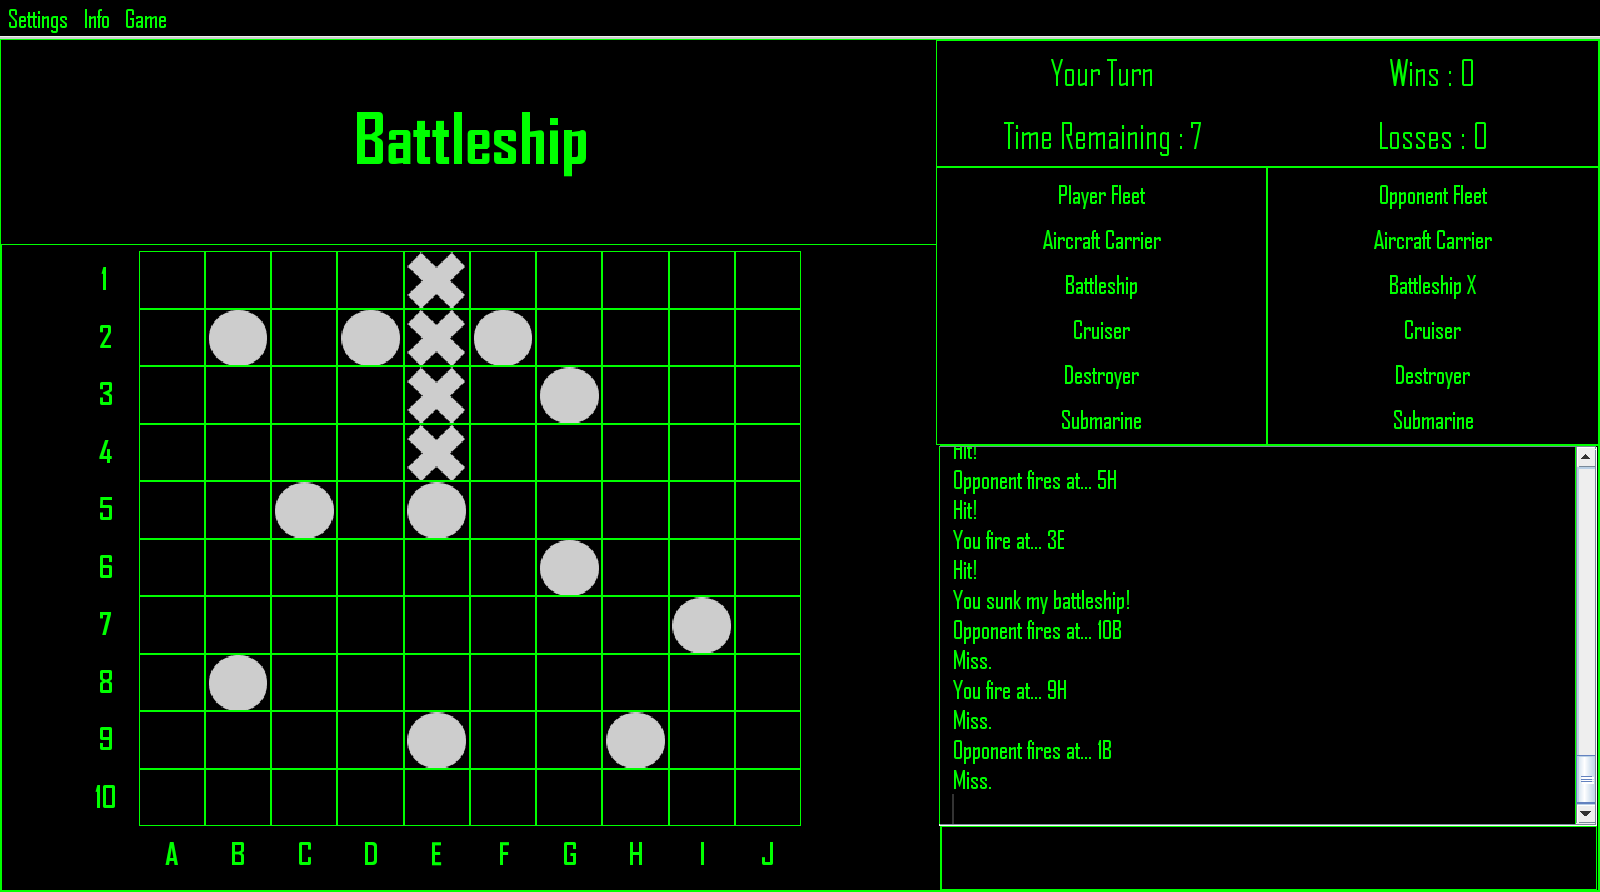 Settings Info Game
Battleship
Your Turn
Wins : 0
Time Remaining : 7
Losses : 0
Player Fleet
Aircraft Carrier
Battleship
Cruiser
Destroyer
Submarine
Opponent Fleet
Aircraft Carrier
Battleship X
Cruiser
Destroyer
Submarine
1
2
3
4
5
6
7
8
9
10
A B C D E F G H I J
Hit!
Opponent fires at... 5H
Hit!
You fire at... 3E
Hit!
You sunk my battleship!
Opponent fires at... 10B
Miss.
You fire at... 9H
Miss.
Opponent fires at... 1B
Miss.